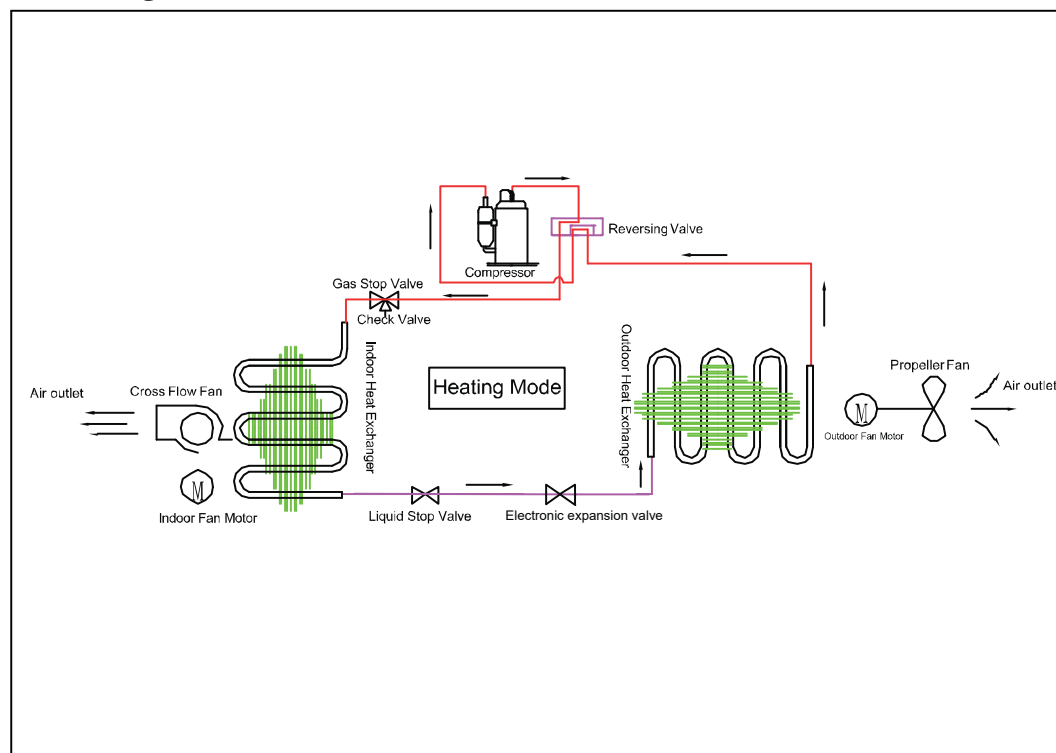 Reversing Valve
Compressor
Gas Stop Valve
Check Valve
Indoor Heat Exchanger
Outdoor Heat Exchanger
Heating Mode
Propeller Fan
Air outlet
Cross Flow Fan
Air outlet
M
Outdoor Fan Motor
M
Indoor Fan Motor
Liquid Stop Valve
Electronic expansion valve